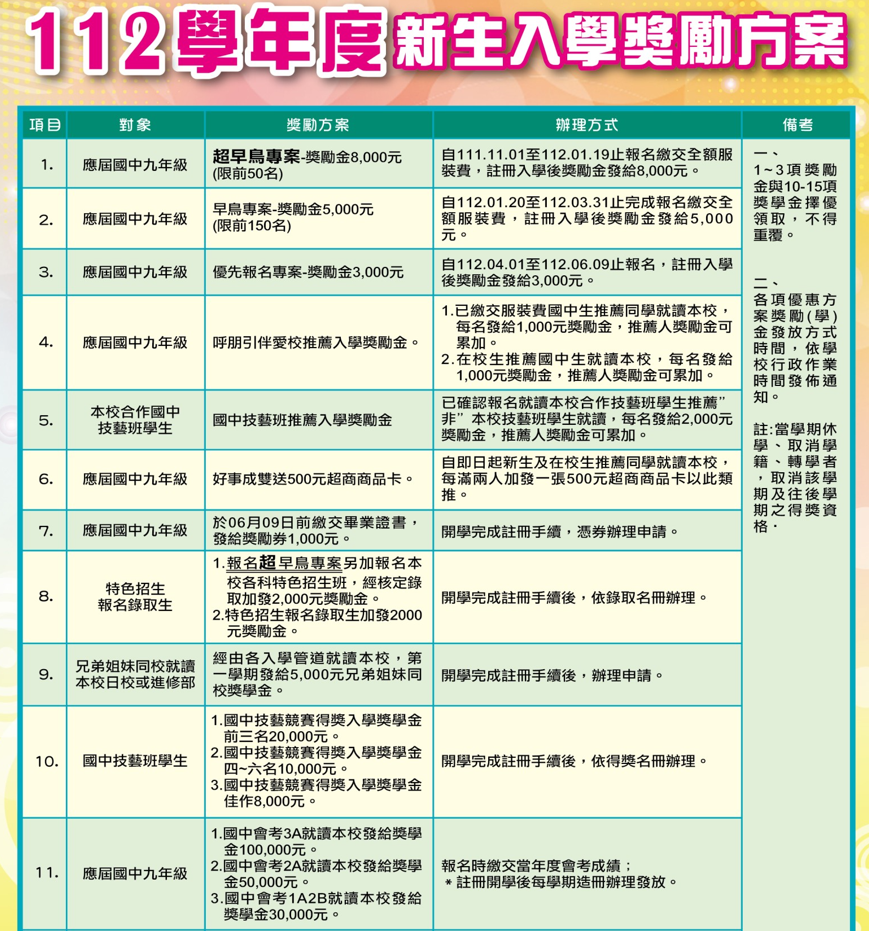 112學年度新生入學獎勵方案
項目 對象 獎勵方案 辦理方式 備考
1.
應屆國中九年級
超早鳥專案-獎勵金8,000元
(限前50名)
自111.11.01至112.01.19止報名繳交全額服
裝費，註冊入學後獎勵金發給8,000元。
2.
應屆國中九年級
早鳥專案-獎勵金5,000元
(限前150名)
自112.01.20至112.03.31止完成報名繳交全
額服裝費，註冊入學後獎勵金發給5,000
元。
3.
應屆國中九年級
優先報名專案-獎勵金3,000元
自112.04.01至112.06.09止報名，註冊入學
後獎勵金發給3,000元。
4.
應屆國中九年級
呼朋引伴愛校推薦入學獎勵金。
1.已繳交服裝費國中生推薦同學就讀本校，
每名發給1,000元獎勵金，推薦人獎勵金可
累加。
2.在校生推薦國中生就讀本校，每名發給
1,000元獎勵金，推薦人獎勵金可累加。
5.
本校合作國中
技藝班學生
國中技藝班推薦入學獎勵金
已確認報名就讀本校合作技藝班學生推薦”
非”本校技藝班學生就讀，每名發給2,000元
獎勵金，推薦人獎勵金可累加。
6.
應屆國中九年級
好事成雙送500元超商商品卡。
自即日起新生及在校生推薦同學就讀本校，
每滿兩人加發一張500元超商商品卡以此類
推。
7.
應屆國中九年級
於06月09日前繳交畢業證書，
發給獎勵券1,000元。
開學完成註冊手續，憑券辦理申請。
8.
特色招生
報名錄取生
1.報名超早鳥專案另加報名本
校各科特色招生班，經核定錄
取加發2,000元獎勵金。
2.特色招生報名錄取生加發2000
元獎勵金。
開學完成註冊手續後，依錄取名冊辦理。
9.
兄弟姐妹同校就讀
本校日校或進修部
經由各入學管道就讀本校，第
一學期發給5,000元兄弟姐妹同
校獎學金。
開學完成註冊手續後，辦理申請。
10.
國中技藝班學生
1.國中技藝競賽得獎入學獎學金
前三名20,000元。
2.國中技藝競賽得獎入學獎學金
四~六名10,000元。
3.國中技藝競賽得獎入學獎學金
佳作8,000元。
開學完成註冊手續後，依得獎名冊辦理。
11.
應屆國中九年級
1.國中會考3A就讀本校發給獎學
金100,000元。
2.國中會考2A就讀本校發給獎學
金50,000元。
3.國中會考1A2B就讀本校發給
獎學金30,000元。
報名時繳交當年度會考成績；
*註冊開學後每學期造冊辦理發放。
一、
1~3項獎勵
金與10-15項
獎學金擇優
領取，不得
重覆。
二、
各項優惠方
案獎勵(學)
金發放方式
時間，依學
校行政作業
時間發佈通
知。
註:當學期休
學、取消學
籍、轉學者
，取消該學
期及往後學
期之得獎資
格．